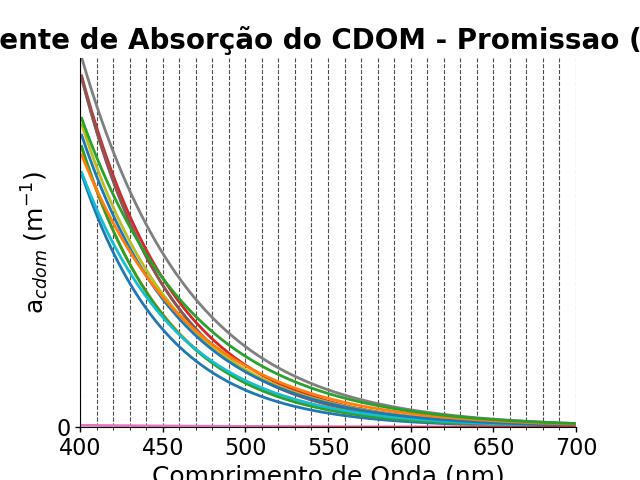 ente de Absorção do CDOM - Promissao (
a_cdom (m⁻¹)
0
400 450 500 550 600 650 700
Comprimento de Onda (nm)